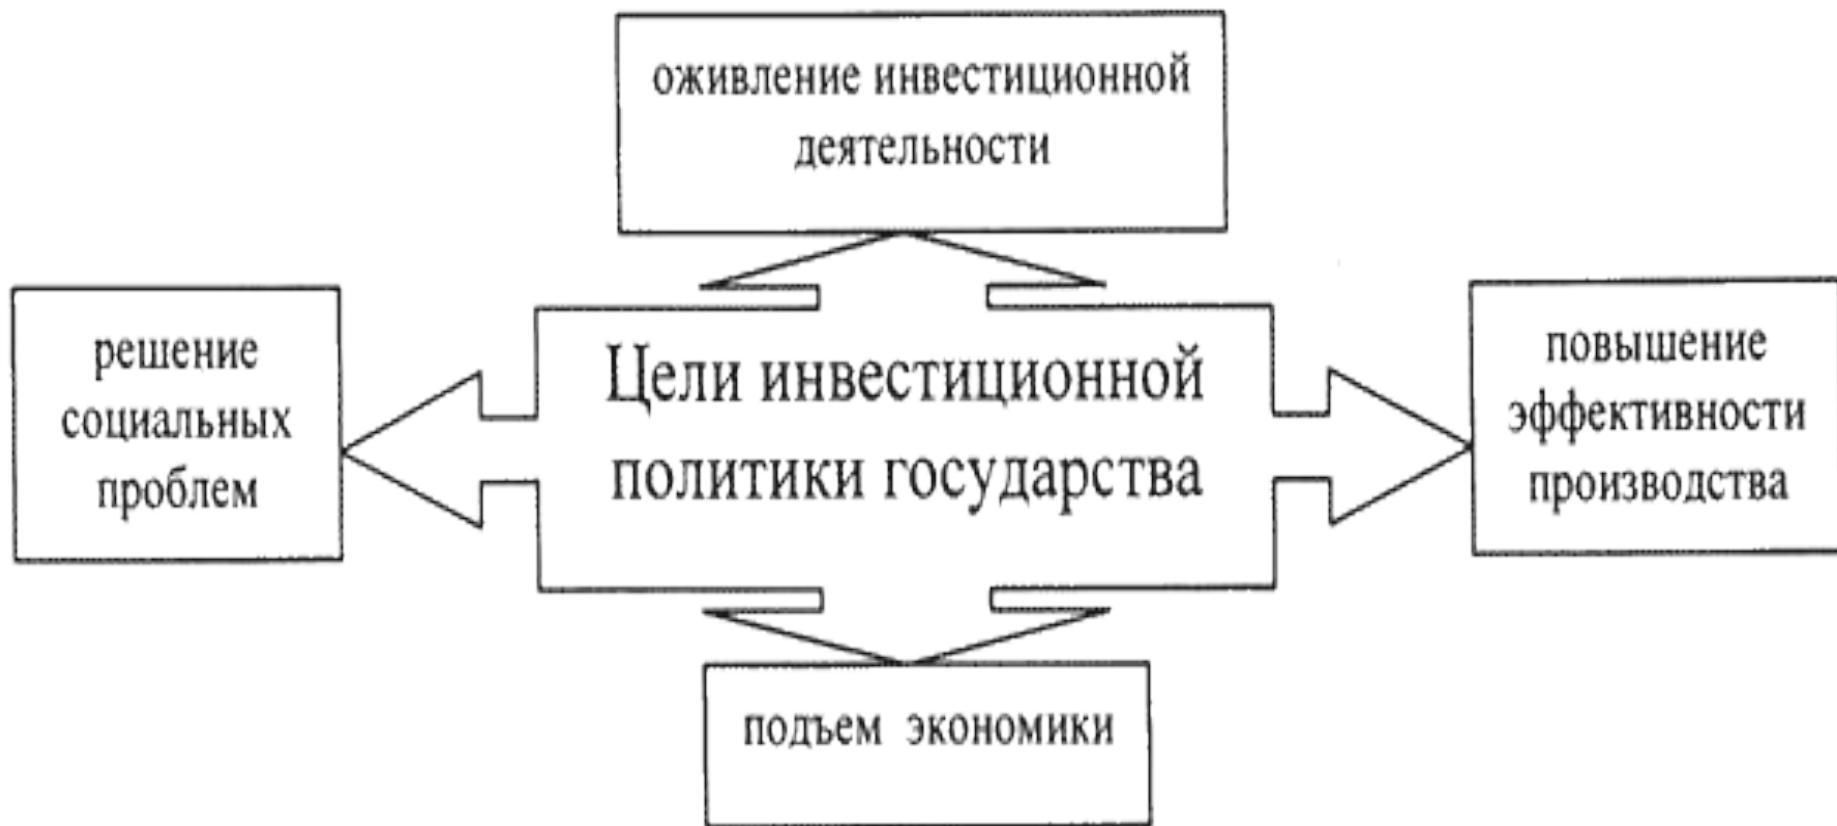 оживление инвестиционной
деятельности
решение
социальных
проблем
Цели инвестиционной
политики государства
повышение
эффективности
производства
подъем экономики